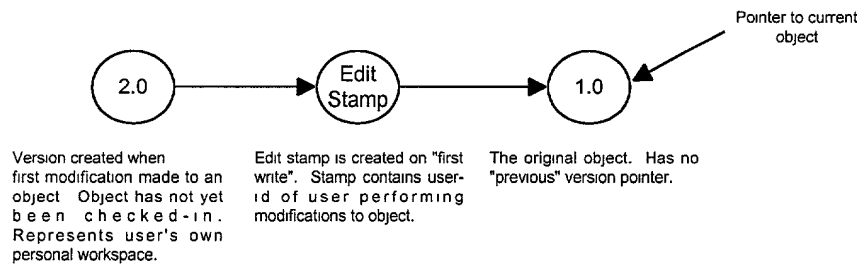 Pointer to current
object
2.0
Edit
Stamp
1.0
Version created when
first modification made to an
object Object has not yet
been checked-in.
Represents user's own
personal workspace.
Edit stamp is created on "first
write". Stamp contains user-
id of user performing
modifications to object.
The original object. Has no
"previous" version pointer.